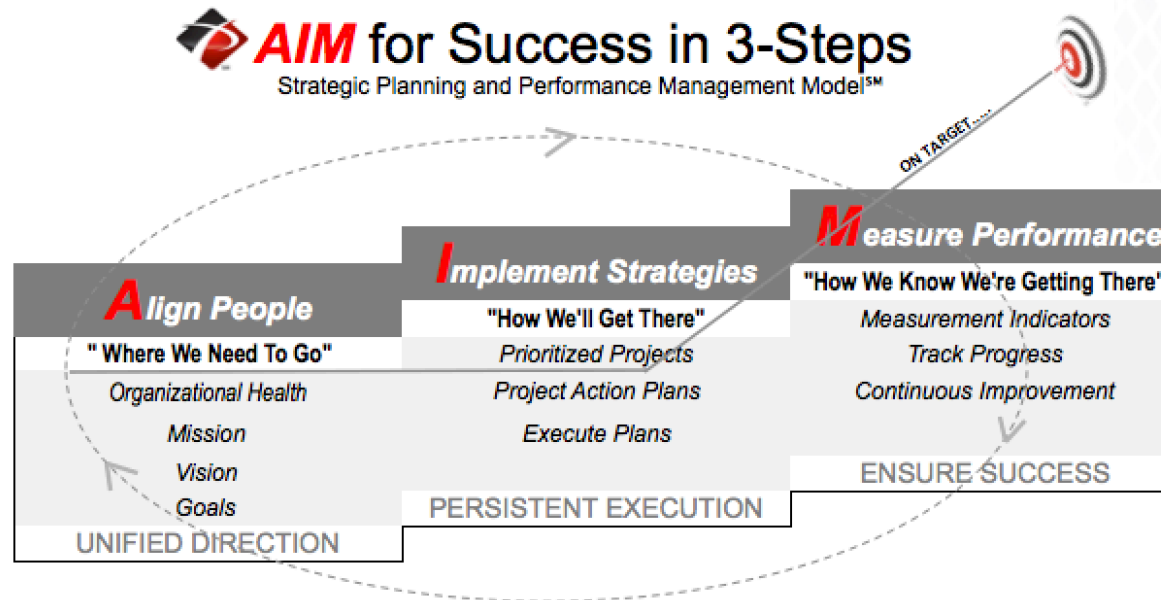 AIM for Success in 3-Steps
Strategic Planning and Performance Management Model℠
ON TARGET.....
Align People
" Where We Need To Go"
Organizational Health
Mission
Vision
Goals
UNIFIED DIRECTION
Implement Strategies
"How We'll Get There"
Prioritized Projects
Project Action Plans
Execute Plans
PERSISTENT EXECUTION
Measure Performance
"How We Know We're Getting There"
Measurement Indicators
Track Progress
Continuous Improvement
ENSURE SUCCESS